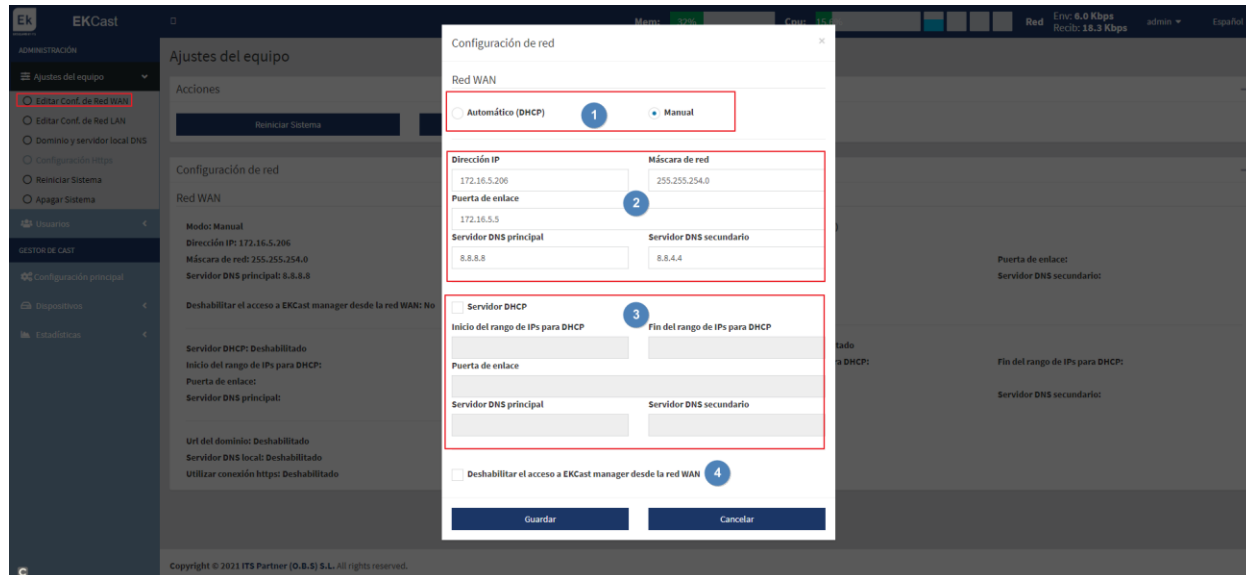 Ek
EKCast
Mem: 32%
Cpu:
Red
Env: 6.0 Kbps
Recib: 18.3 Kbps
admin
Español
ADMINISTRACIÓN
Ajustes del equipo
Editar Conf. de Red WAN
Editar Conf. de Red LAN
Dominio y servidor local DNS
Configuración Https
Reiniciar Sistema
Apagar Sistema
Usuarios
GESTOR DE CAST
Configuración principal
Dispositivos
Estadísticas
Ajustes del equipo
Acciones
Reiniciar Sistema
Configuración de red
Red WAN
Modo: Manual
Dirección IP: 172.16.5.206
Máscara de red: 255.255.254.0
Servidor DNS principal: 8.8.8.8
Deshabilitar el acceso a EKCast manager desde la red WAN: No
Servidor DHCP: Deshabilitado
Inicio del rango de IPs para DHCP:
Puerta de enlace:
Servidor DNS principal:
Url del dominio: Deshabilitado
Servidor DNS local: Deshabilitado
Utilizar conexión https: Deshabilitado
Configuración de red
×
Red WAN
Automático (DHCP)
1
Manual
Dirección IP
Máscara de red
172.16.5.206
255.255.254.0
Puerta de enlace
2
172.16.5.5
Servidor DNS principal
Servidor DNS secundario
8.8.8.8
8.8.4.4
Servidor DHCP
3
Inicio del rango de IPs para DHCP
Fin del rango de IPs para DHCP
Puerta de enlace
Servidor DNS principal
Servidor DNS secundario
Deshabilitar el acceso a EKCast manager desde la red WAN
4
Guardar
Cancelar
Puerta de enlace:
Servidor DNS secundario:
tado
a DHCP:
Fin del rango de IPs para DHCP:
Servidor DNS secundario:
Copyright © 2021 ITS Partner (O.B.S) S.L. All rights reserved.